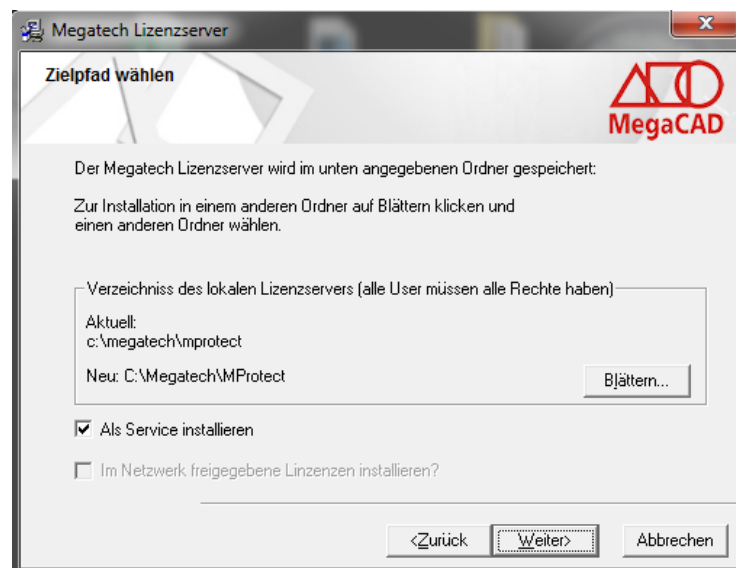 Megatech Lizenzserver
Zielpfad wählen
MegaCAD
Der Megatech Lizenzserver wird im unten angegebenen Ordner gespeichert:
Zur Installation in einem anderen Ordner auf Blättern klicken und
einen anderen Ordner wählen.
Verzeichniss des lokalen Lizenzservers (alle User müssen alle Rechte haben)
Aktuell:
c:\megatech\mprotect
Neu: C:\Megatech\MProtect
Blättern...
Als Service installieren
Im Netzwerk freigegebene Linzenzen installieren?
<Zurück
Weiter>
Abbrechen